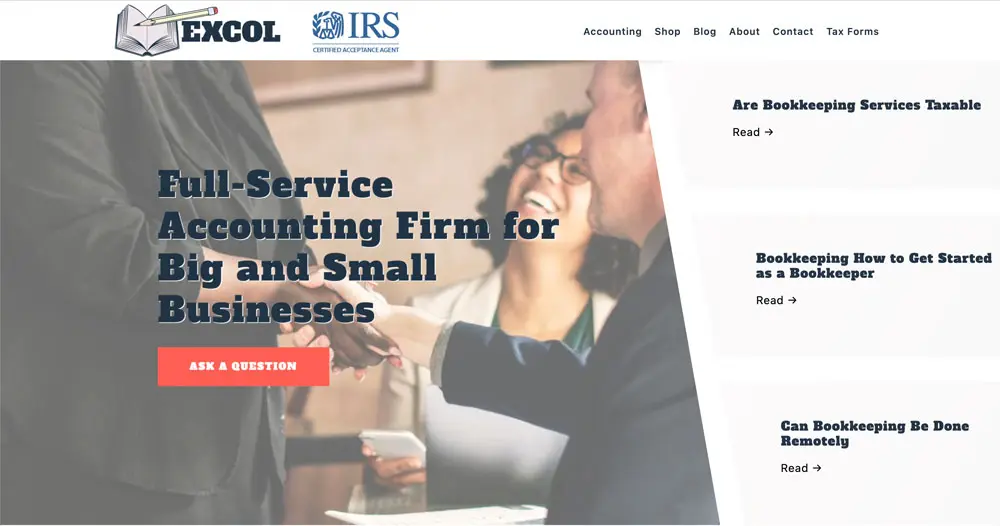 EXCOL
IRS
CERTIFIED ACCEPTANCE AGENT
Accounting Shop Blog About Contact Tax Forms
Full-Service
Accounting Firm for
Big and Small
Businesses
ASK A QUESTION
Are Bookkeeping Services Taxable
Read →
Bookkeeping How to Get Started
as a Bookkeeper
Read →
Can Bookkeeping Be Done
Remotely
Read →